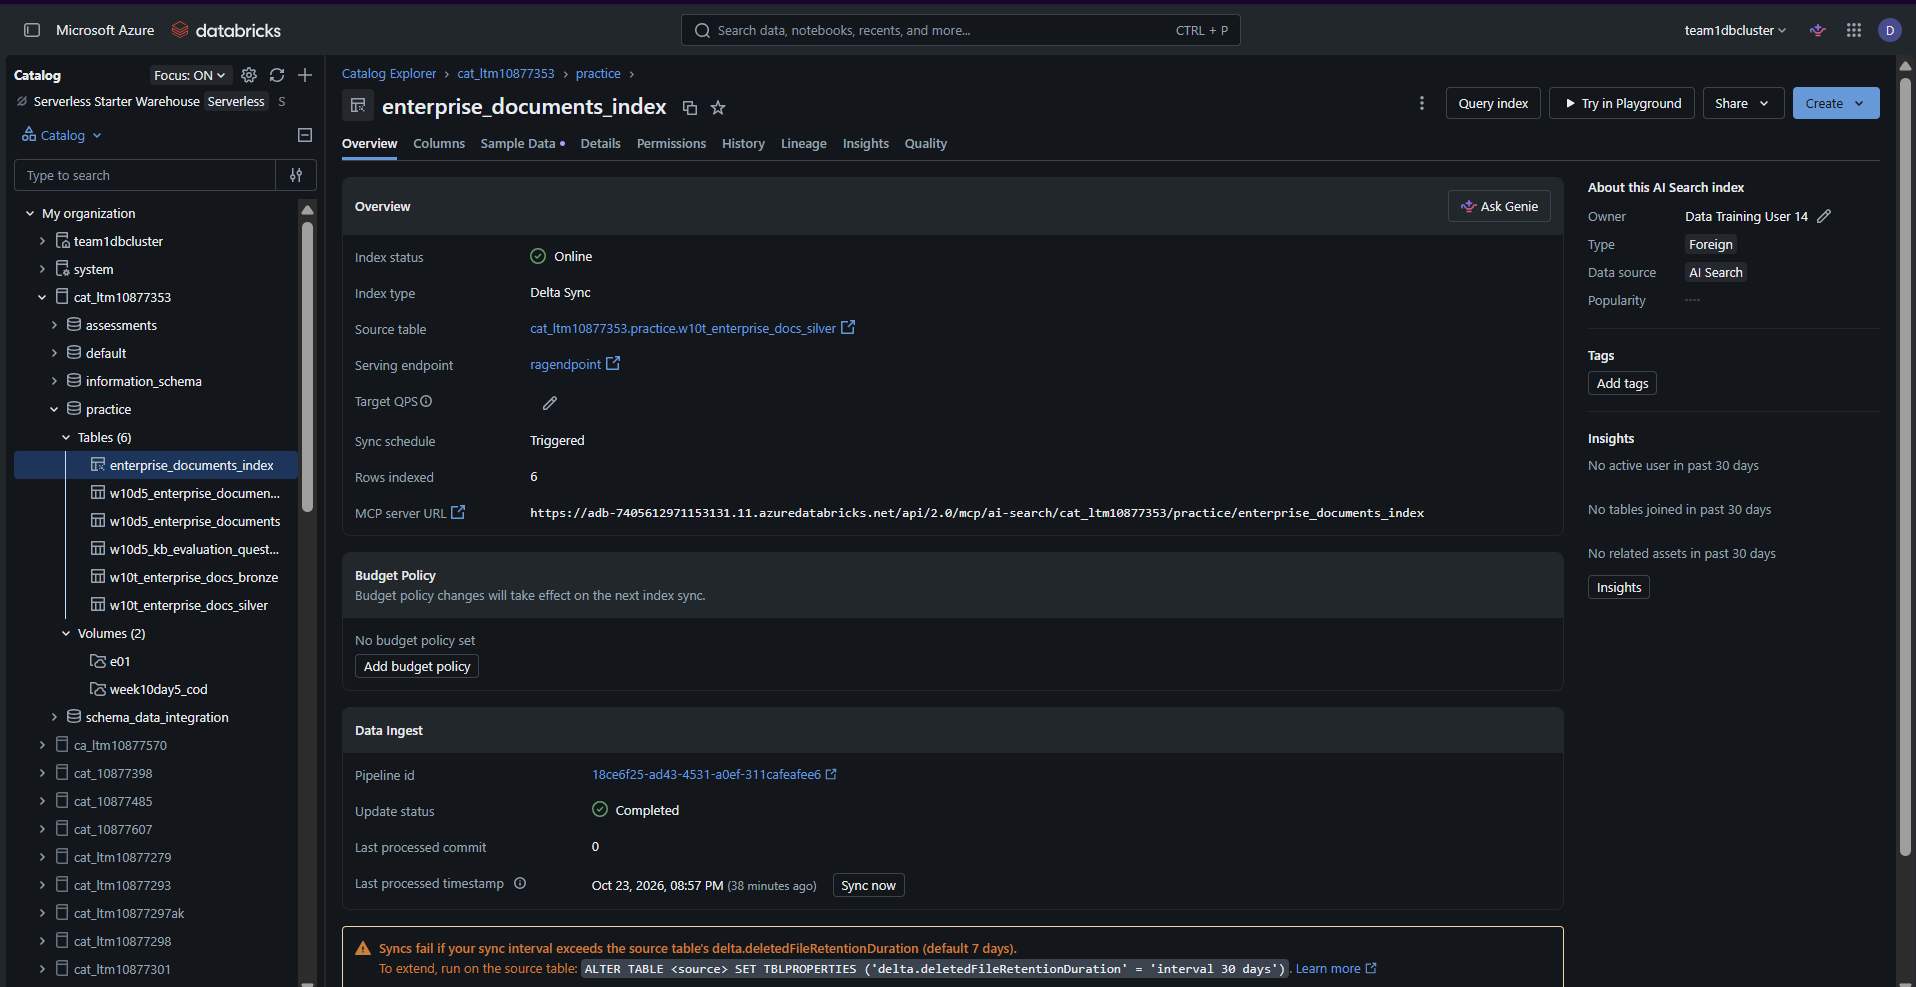 Microsoft Azure databricks
Search data, notebooks, recents, and more... CTRL + P
team1dbcluster
D
Catalog
Focus: ON
Serverless Starter Warehouse Serverless S
Catalog
Type to search
My organization
team1dbcluster
system
cat_ltm10877353
assessments
default
information_schema
practice
Tables (6)
enterprise_documents_index
w10d5_enterprise_documen...
w10d5_enterprise_documents
w10d5_kb_evaluation_quest...
w10t_enterprise_docs_bronze
w10t_enterprise_docs_silver
Volumes (2)
e01
week10day5_cod
schema_data_integration
ca_ltm10877570
cat_10877398
cat_10877485
cat_10877607
cat_ltm10877279
cat_ltm10877293
cat_ltm10877297ak
cat_ltm10877298
cat_ltm10877301
Catalog Explorer › cat_ltm10877353 › practice ›
enterprise_documents_index
Query index
Try in Playground
Share
Create
Overview Columns Sample Data Details Permissions History Lineage Insights Quality
Overview
Ask Genie
Index status Online
Index type Delta Sync
Source table cat_ltm10877353.practice.w10t_enterprise_docs_silver
Serving endpoint ragendpoint
Target QPS
Sync schedule Triggered
Rows indexed 6
MCP server URL https://adb-7405612971153131.11.azuredatabricks.net/api/2.0/mcp/ai-search/cat_ltm10877353/practice/enterprise_documents_index
Budget Policy
Budget policy changes will take effect on the next index sync.
No budget policy set
Add budget policy
Data Ingest
Pipeline id 18ce6f25-ad43-4531-a0ef-311cafeafee6
Update status Completed
Last processed commit 0
Last processed timestamp Oct 23, 2026, 08:57 PM (38 minutes ago) Sync now
Syncs fail if your sync interval exceeds the source table's delta.deletedFileRetentionDuration (default 7 days).
To extend, run on the source table: ALTER TABLE <source> SET TBLPROPERTIES ('delta.deletedFileRetentionDuration' = 'interval 30 days'). Learn more
About this AI Search index
Owner Data Training User 14
Type Foreign
Data source AI Search
Popularity ----
Tags
Add tags
Insights
No active user in past 30 days
No tables joined in past 30 days
No related assets in past 30 days
Insights